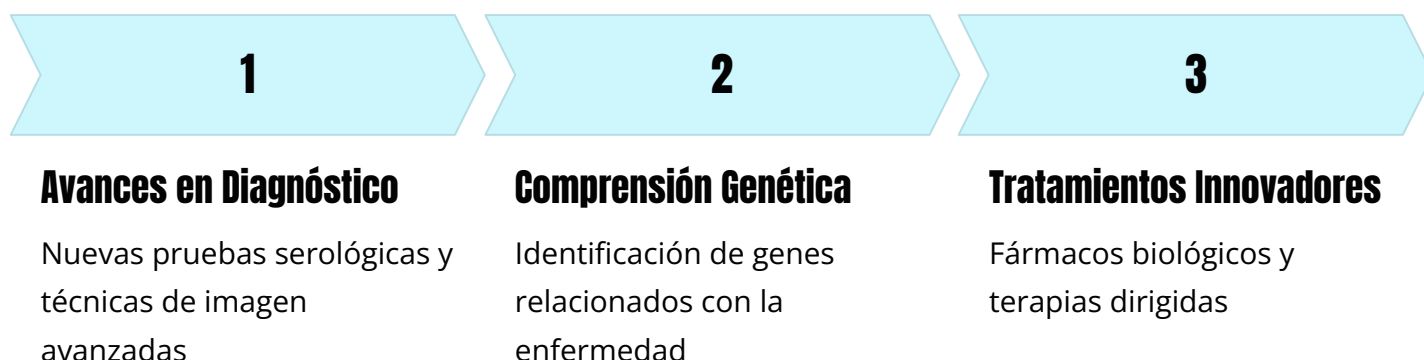 1
2
3
Avances en Diagnóstico
Nuevas pruebas serológicas y
técnicas de imagen
avanzadas
Comprensión Genética
Identificación de genes
relacionados con la
enfermedad
Tratamientos Innovadores
Fármacos biológicos y
terapias dirigidas